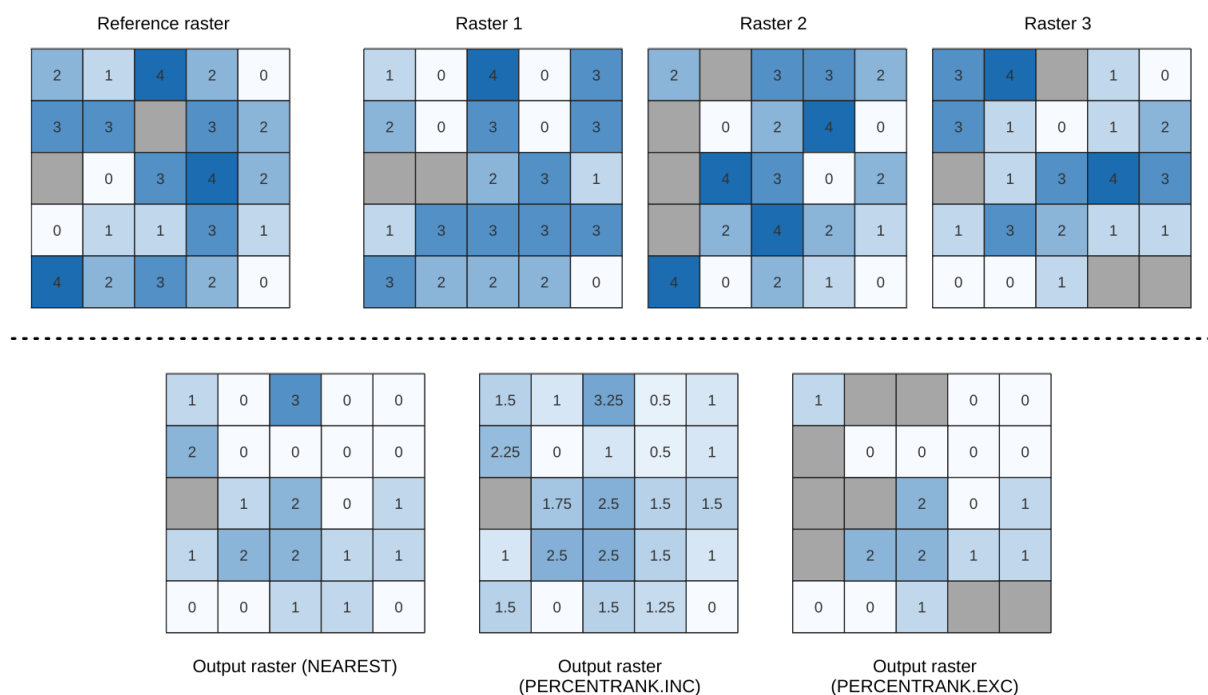 Reference raster Raster 1 Raster 2 Raster 3
2 1 4 2 0 1 0 4 0 3 2 3 3 2 3 4 1 0
3 3 3 2 2 0 3 0 3 0 2 4 0 3 1 0 1 2
0 3 4 2 2 3 1 4 3 0 2 1 3 4 3
0 1 1 3 1 1 3 3 3 3 2 4 2 1 1 3 2 1 1
4 2 3 2 0 3 2 2 2 0 4 0 2 1 0 0 0 1
1 0 3 0 0 1.5 1 3.25 0.5 1 1 0 0
2 0 0 0 0 2.25 0 1 0.5 1 0 0 0 0
1 2 0 1 1.75 2.5 1.5 1.5 2 0 1
1 2 2 1 1 1 2.5 2.5 1.5 1 2 2 1 1
0 0 1 1 0 1.5 0 1.5 1.25 0 0 0 1
Output raster (NEAREST) Output raster Output raster
(PERCENTRANK.INC) (PERCENTRANK.EXC)